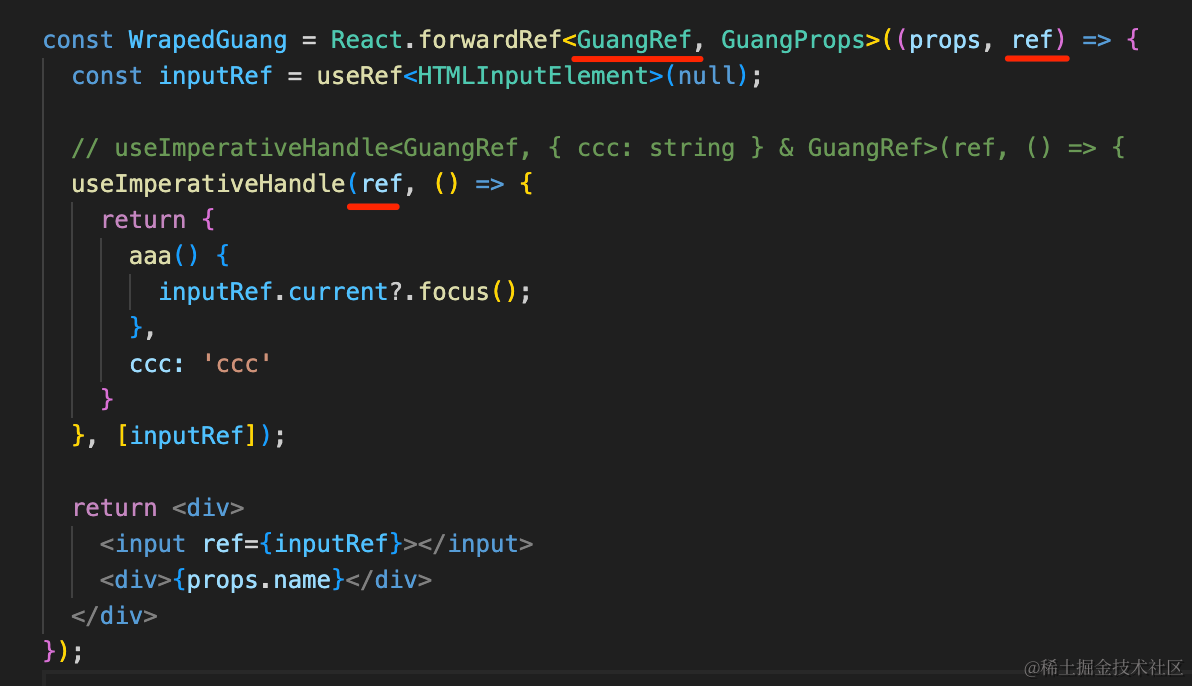 const WrapedGuang = React.forwardRef<GuangRef, GuangProps>((props, ref) => {
  const inputRef = useRef<HTMLInputElement>(null);

  // useImperativeHandle<GuangRef, { ccc: string } & GuangRef>(ref, () => {
  useImperativeHandle(ref, () => {
    return {
      aaa() {
        inputRef.current?.focus();
      },
      ccc: 'ccc'
    }
  }, [inputRef]);

  return <div>
    <input ref={inputRef}></input>
    <div>{props.name}</div>
  </div>
});
@稀土掘金技术社区